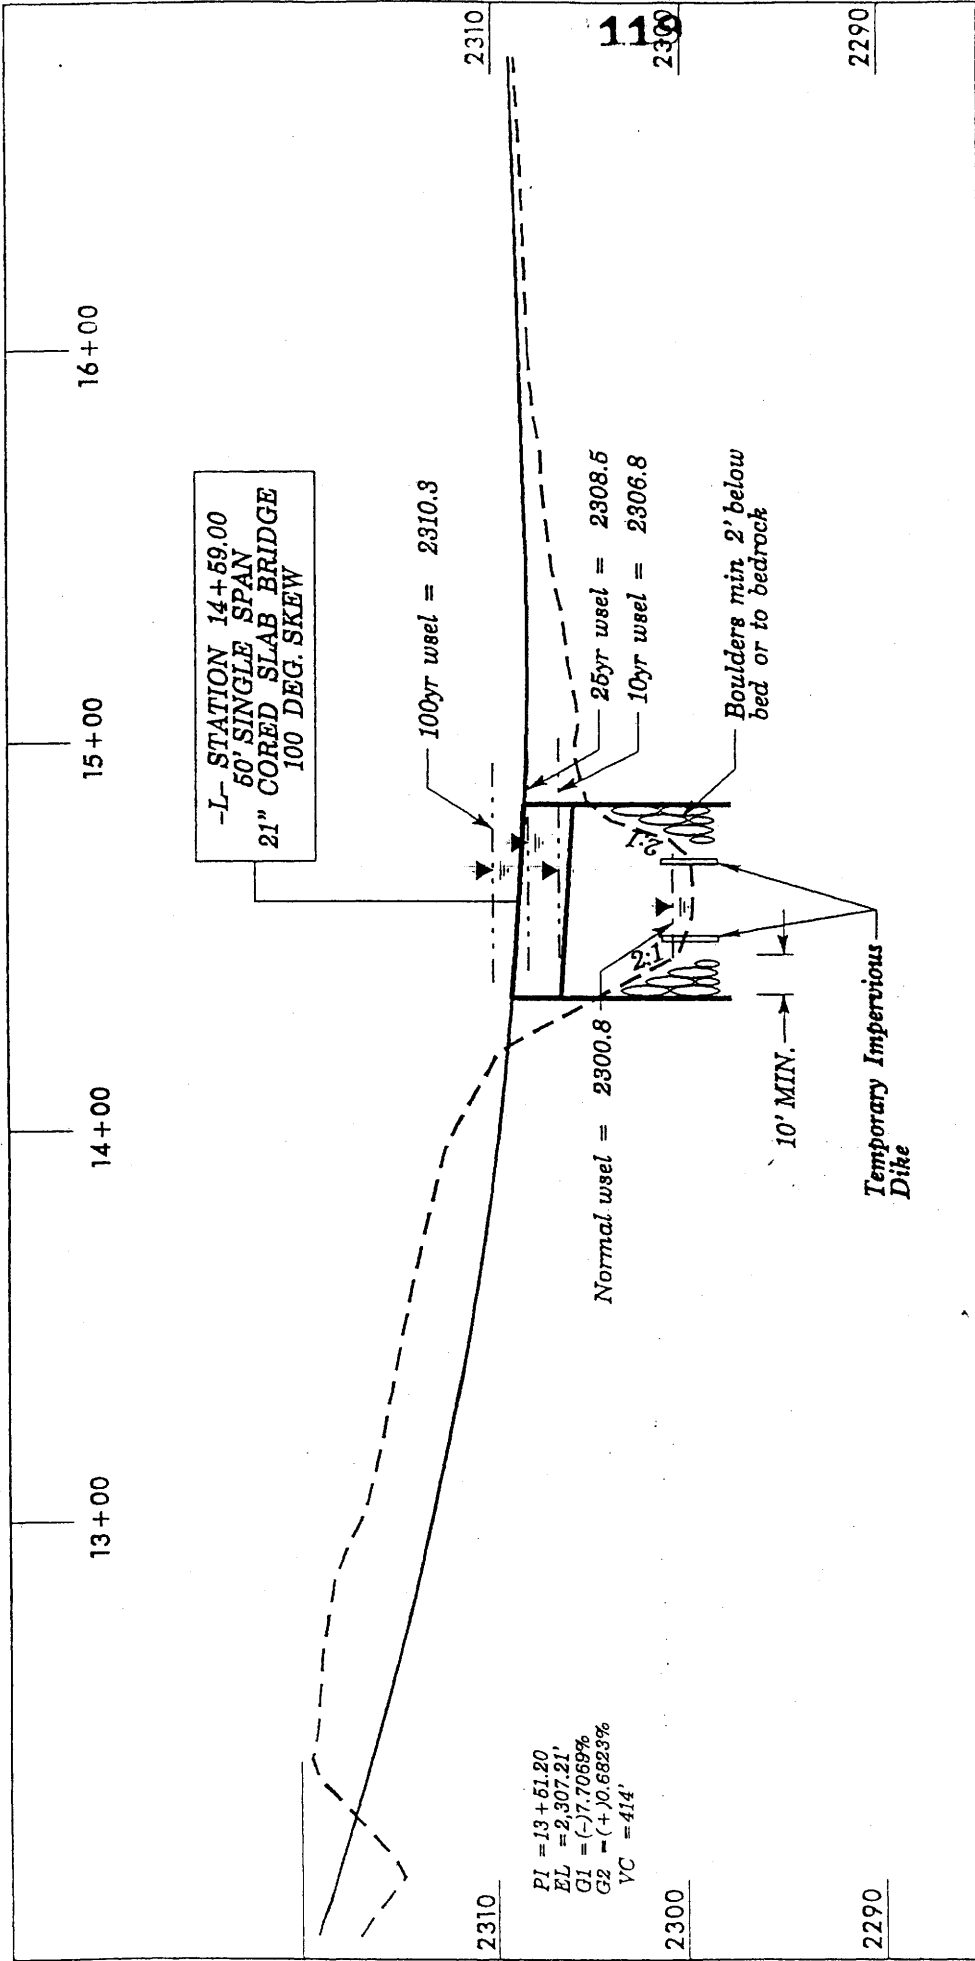 119
2310
2300
2290
16+00
15+00
14+00
13+00
-L- STATION 14+59.00
50' SINGLE SPAN
21" CORED SLAB BRIDGE
100 DEG. SKEW
100yr wsel = 2310.3
25yr wsel = 2308.5
10yr wsel = 2306.8
Boulders min 2' below
bed or to bedrock
2:1
2:1
Normal wsel = 2300.8
10' MIN.
Temporary Impervious
Dike
PI =13+51.20
EL =2,307.21'
G1 =(-)7.7069%
G2 =(+)0.6823%
VC =414'
2310
2300
2290